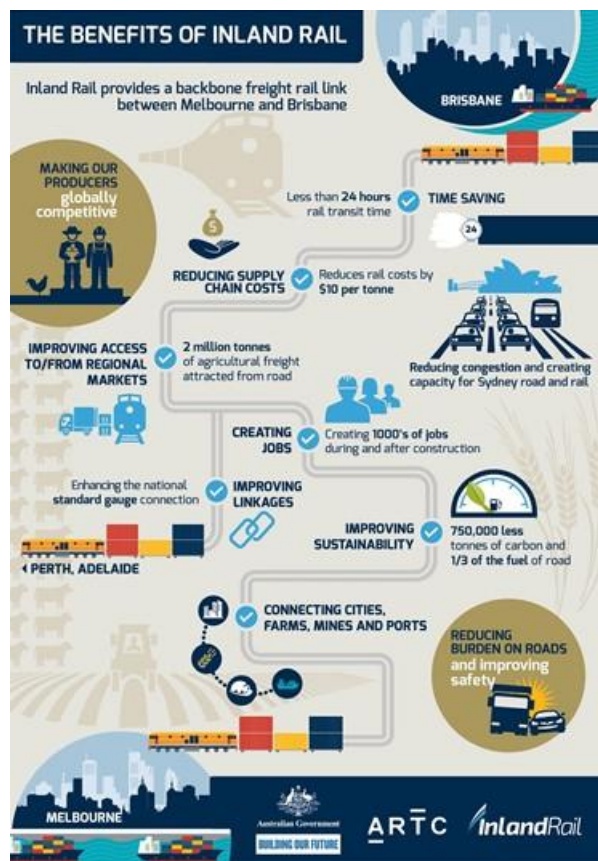 THE BENEFITS OF INLAND RAIL
Inland Rail provides a backbone freight rail link
between Melbourne and Brisbane
BRISBANE
MAKING OUR
PRODUCERS
globally
competitive
Less than 24 hours
rail transit time
TIME SAVING
24
$
REDUCING SUPPLY
CHAIN COSTS
Reduces rail costs by
$10 per tonne
IMPROVING ACCESS
TO/FROM REGIONAL
MARKETS
2 million tonnes
of agricultural freight
attracted from road
Reducing congestion and creating
capacity for Sydney road and rail
CREATING
JOBS
Creating 1000's of jobs
during and after construction
Enhancing the national
standard gauge connection
IMPROVING
LINKAGES
IMPROVING
SUSTAINABILITY
750,000 less
tonnes of carbon and
1/3 of the fuel of road
PERTH, ADELAIDE
CONNECTING CITIES,
FARMS, MINES AND PORTS
REDUCING
BURDEN ON ROADS
and improving
safety
MELBOURNE
Australian Government
BUILDING OUR FUTURE
ARTC
InlandRail